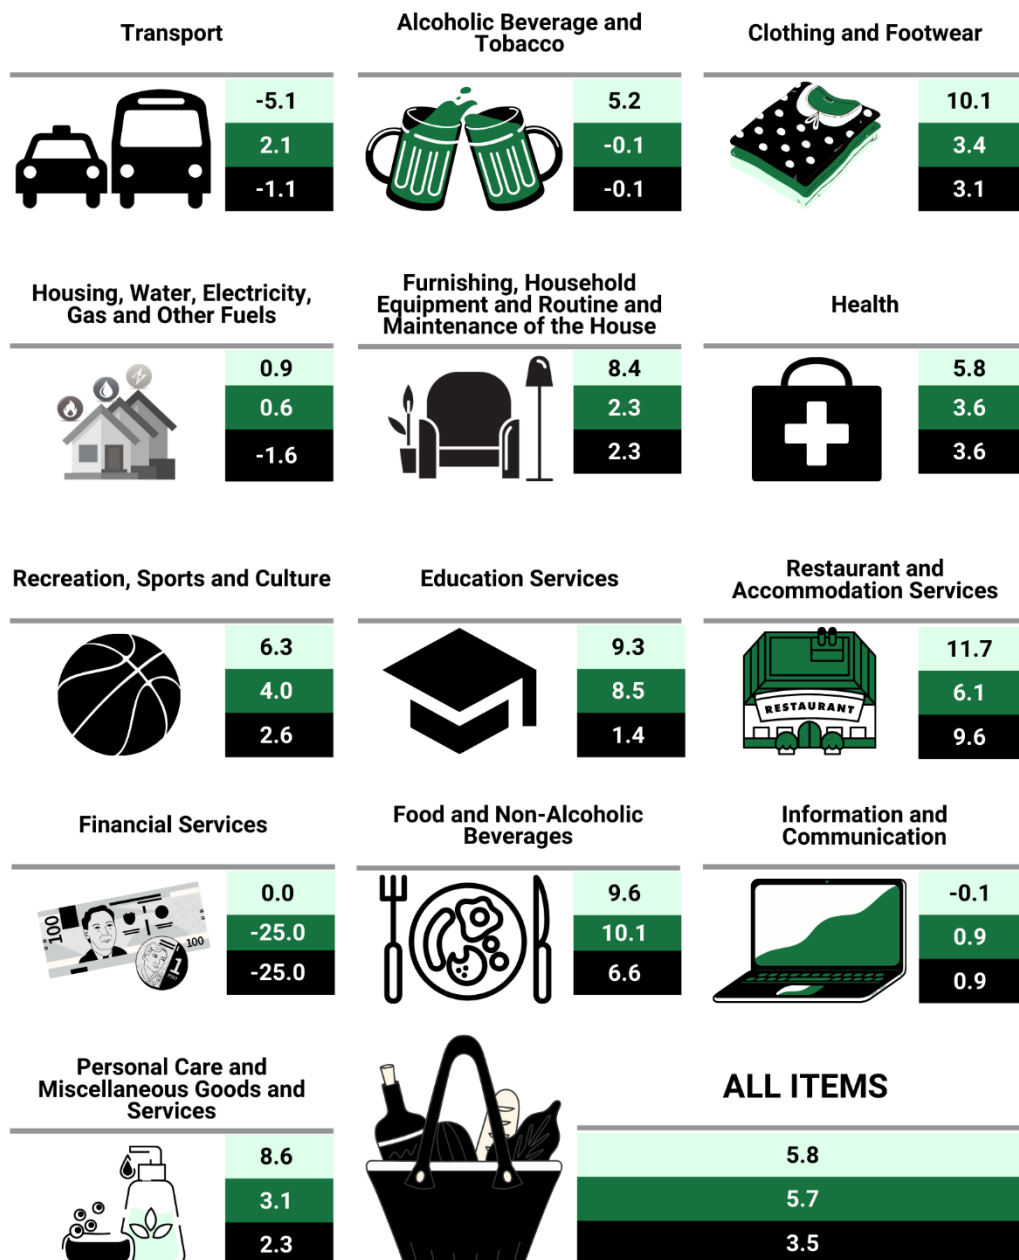 Transport
-5.1
2.1
-1.1
Alcoholic Beverage and
Tobacco
5.2
-0.1
-0.1
Clothing and Footwear
10.1
3.4
3.1
Housing, Water, Electricity,
Gas and Other Fuels
0.9
0.6
-1.6
Furnishing, Household
Equipment and Routine and
Maintenance of the House
8.4
2.3
2.3
Health
5.8
3.6
3.6
Recreation, Sports and Culture
6.3
4.0
2.6
Education Services
9.3
8.5
1.4
Restaurant and
Accommodation Services
RESTAURANT
11.7
6.1
9.6
Financial Services
100
100
1
0.0
-25.0
-25.0
Food and Non-Alcoholic
Beverages
9.6
10.1
6.6
Information and
Communication
-0.1
0.9
0.9
Personal Care and
Miscellaneous Goods and
Services
8.6
3.1
2.3
ALL ITEMS
5.8
5.7
3.5